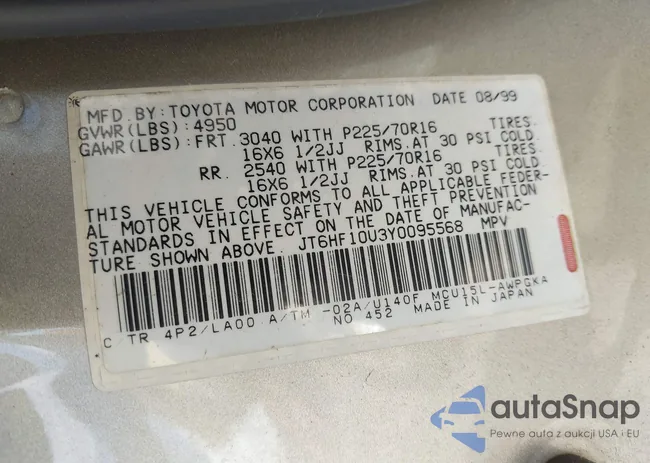 MFD.BY:TOYOTA MOTOR CORPORATION DATE 08/99
GVWR(LBS):4950
GAWR(LBS):FRT. 3040 WITH P225/70R16 TIRES.
16X6 1/2JJ RIMS.AT 30 PSI COLD
RR. 2540 WITH P225/70R16 TIRES.
16X6 1/2JJ RIMS.AT 30 PSI COLD
THIS VEHICLE CONFORMS TO ALL APPLICABLE FEDER-
AL MOTOR VEHICLE SAFETY AND THEFT PREVENTION
STANDARDS IN EFFECT ON THE DATE OF MANUFAC-
TURE SHOWN ABOVE. JT6HF10U3Y0095568 MPV
C/TR 4P2/LA00 A/TM -02A/U140F MCU15L-AWPGKA
NO 452 MADE IN JAPAN
autaSnap
Pewne auta z aukcji USA i EU